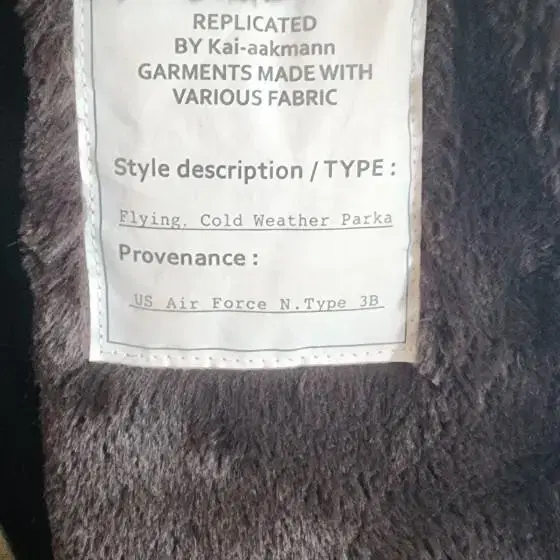 REPLICATED
BY Kai-aakmann
GARMENTS MADE WITH
VARIOUS FABRIC
Style description / TYPE :
Flying, Cold Weather Parka
Provenance :
US Air Force N.Type 3B